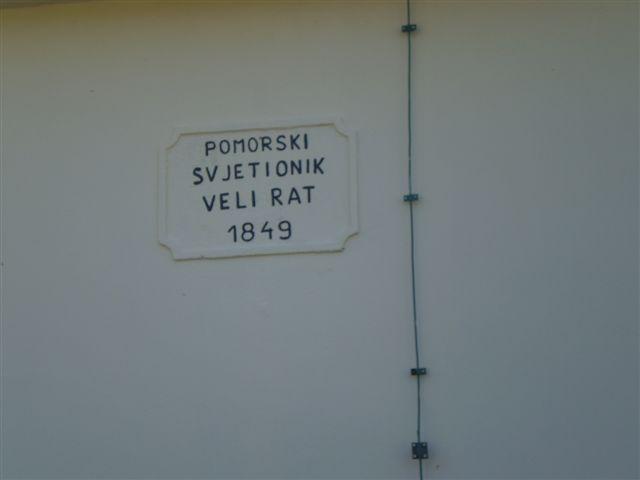 POMORSKI
SVJETIONIK
VELI RAT
1849